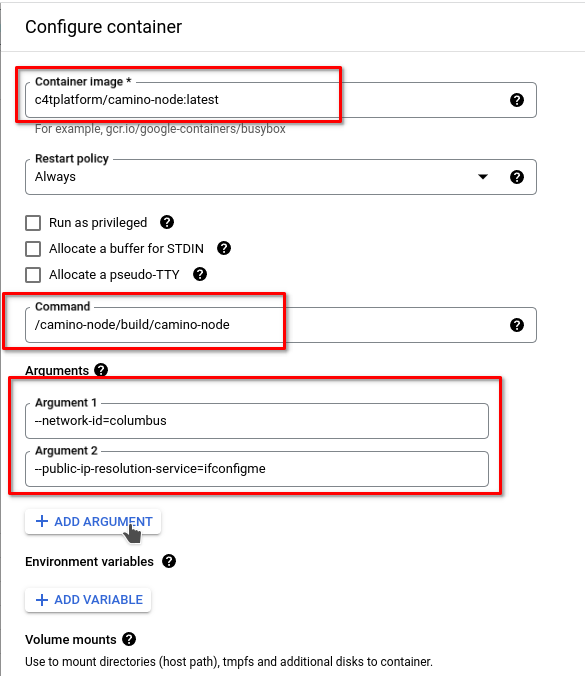 Configure container
Container image *
c4tplatform/camino-node:latest
For example, gcr.io/google-containers/busybox
Restart policy
Always
Run as privileged
Allocate a buffer for STDIN
Allocate a pseudo-TTY
Command
/camino-node/build/camino-node
Arguments
Argument 1
--network-id=columbus
Argument 2
--public-ip-resolution-service=ifconfigme
+ ADD ARGUMENT
Environment variables
+ ADD VARIABLE
Volume mounts
Use to mount directories (host path), tmpfs and additional disks to container.